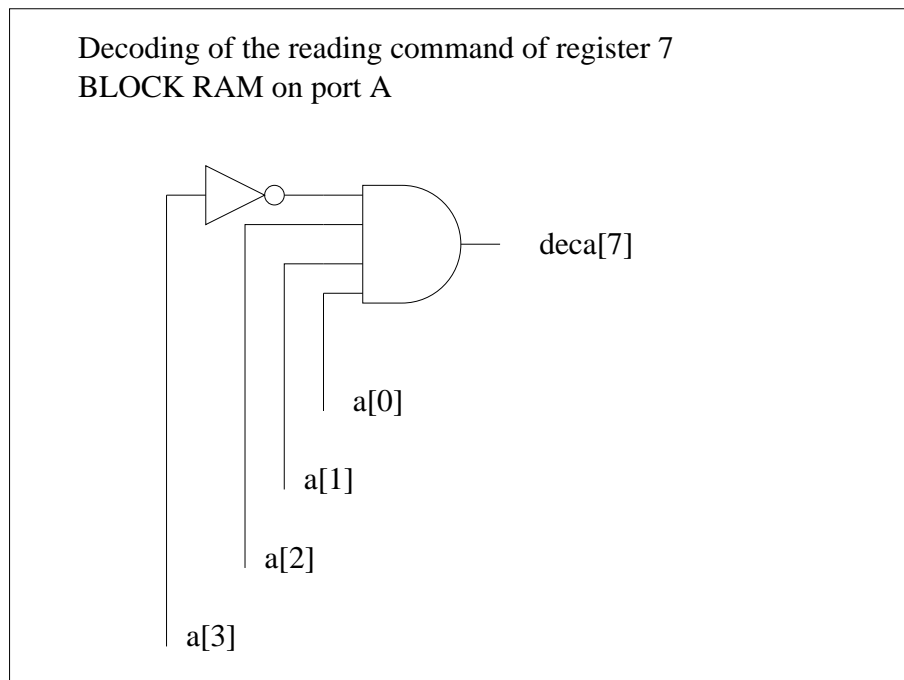 Decoding of the reading command of register 7
BLOCK RAM on port A
deca[7]
a[0]
a[1]
a[2]
a[3]